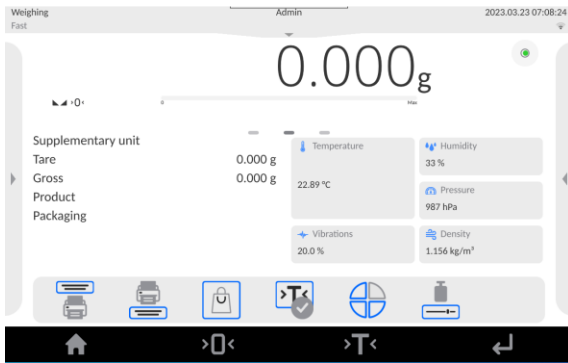 Weighing
Admin
2023.03.23 07:08:24
Fast
0.000 g
>0<
0
Max
Supplementary unit
Tare 0.000 g
Gross 0.000 g
Product
Packaging
Temperature
22.89 °C
Humidity
33 %
Pressure
987 hPa
Vibrations
20.0 %
Density
1.156 kg/m³
>T<
>0<
>T<